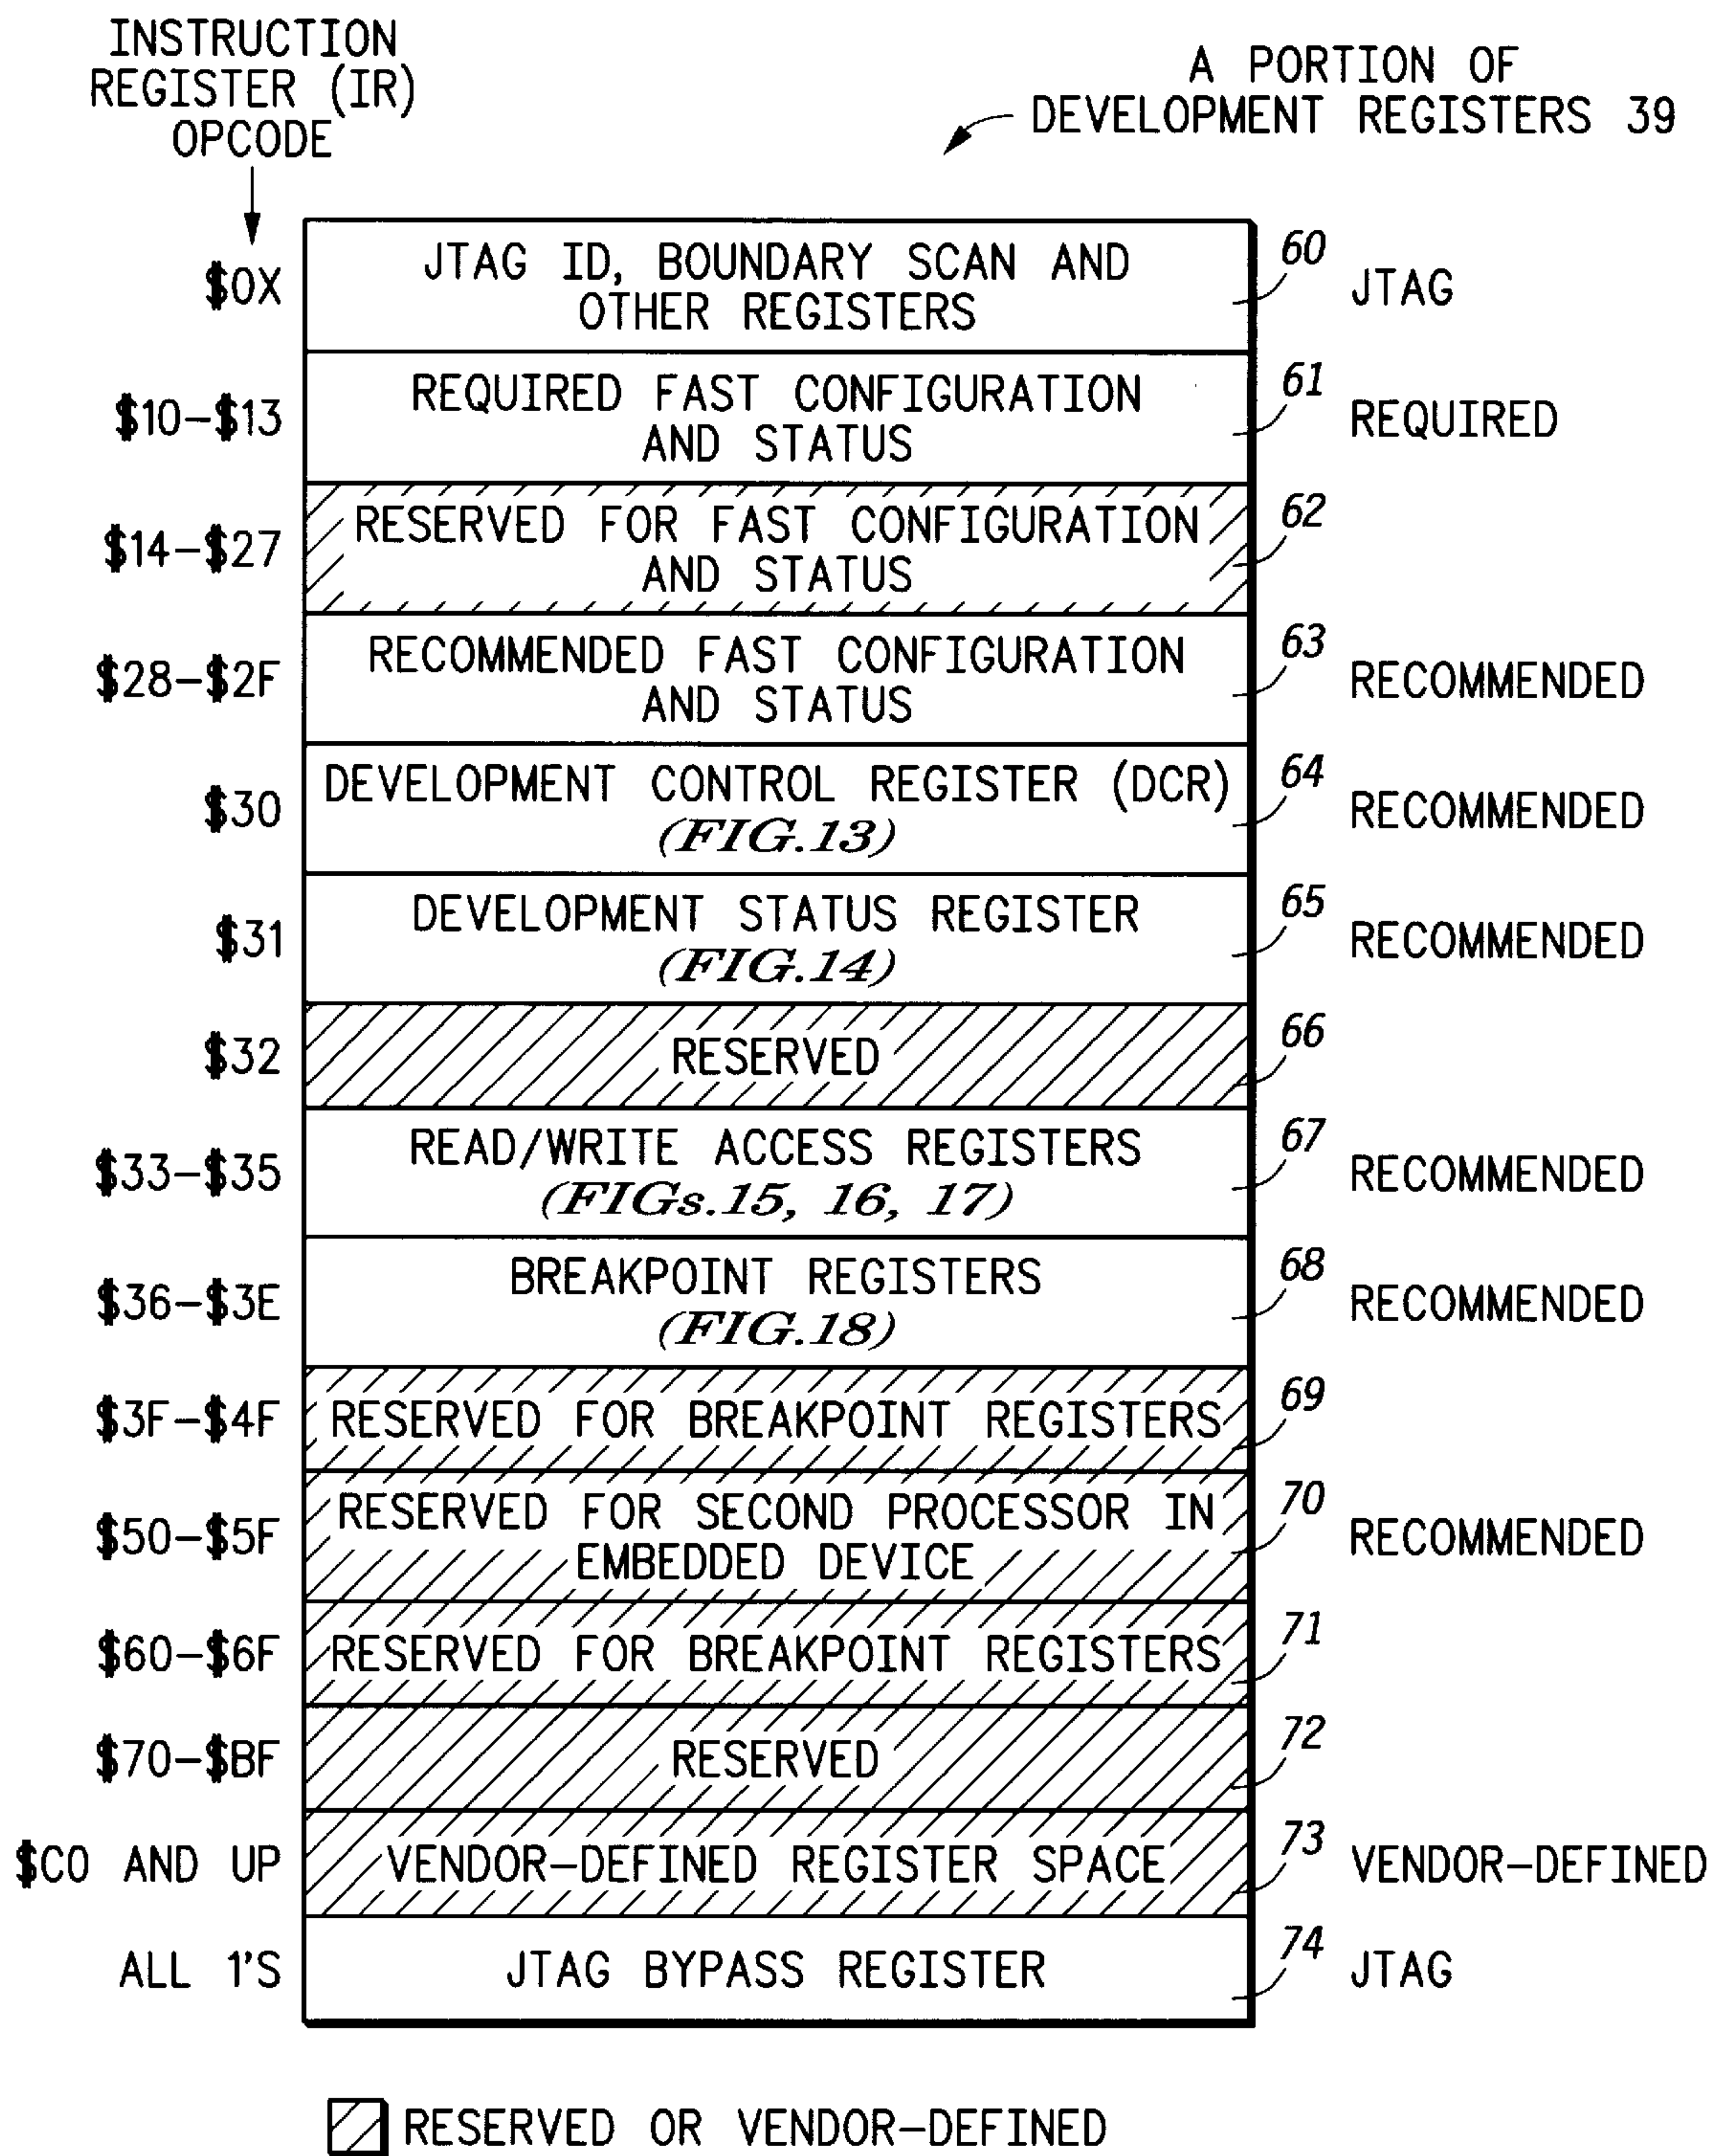 INSTRUCTION
REGISTER (IR)
OPCODE
A PORTION OF
DEVELOPMENT REGISTERS 39
$0X
JTAG ID, BOUNDARY SCAN AND
OTHER REGISTERS
60
JTAG
$10-$13
REQUIRED FAST CONFIGURATION
AND STATUS
61
REQUIRED
$14-$27
RESERVED FOR FAST CONFIGURATION
AND STATUS
62
$28-$2F
RECOMMENDED FAST CONFIGURATION
AND STATUS
63
RECOMMENDED
$30
DEVELOPMENT CONTROL REGISTER (DCR)
(FIG.13)
64
RECOMMENDED
$31
DEVELOPMENT STATUS REGISTER
(FIG.14)
65
RECOMMENDED
$32
RESERVED
66
$33-$35
READ/WRITE ACCESS REGISTERS
(FIGs.15, 16, 17)
67
RECOMMENDED
$36-$3E
BREAKPOINT REGISTERS
(FIG.18)
68
RECOMMENDED
$3F-$4F
RESERVED FOR BREAKPOINT REGISTERS
69
$50-$5F
RESERVED FOR SECOND PROCESSOR IN
EMBEDDED DEVICE
70
RECOMMENDED
$60-$6F
RESERVED FOR BREAKPOINT REGISTERS
71
$70-$BF
RESERVED
72
$C0 AND UP
VENDOR-DEFINED REGISTER SPACE
73
VENDOR-DEFINED
ALL 1'S
JTAG BYPASS REGISTER
74
JTAG
RESERVED OR VENDOR-DEFINED